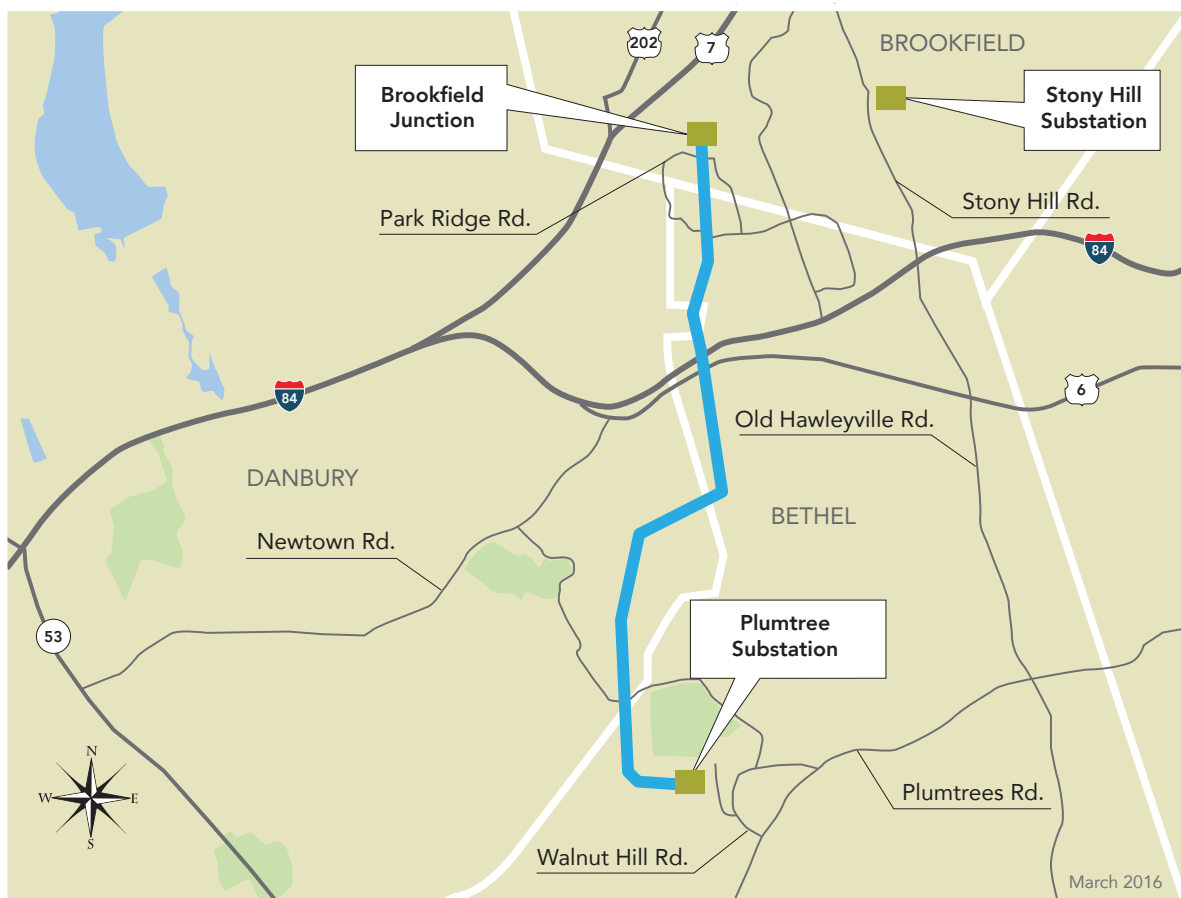 202
7
BROOKFIELD
Brookfield
Junction
Stony Hill
Substation
Park Ridge Rd.
Stony Hill Rd.
84
84
6
Old Hawleyville Rd.
DANBURY
BETHEL
Newtown Rd.
53
Plumtree
Substation
N
W
E
S
Plumtrees Rd.
Walnut Hill Rd.
March 2016